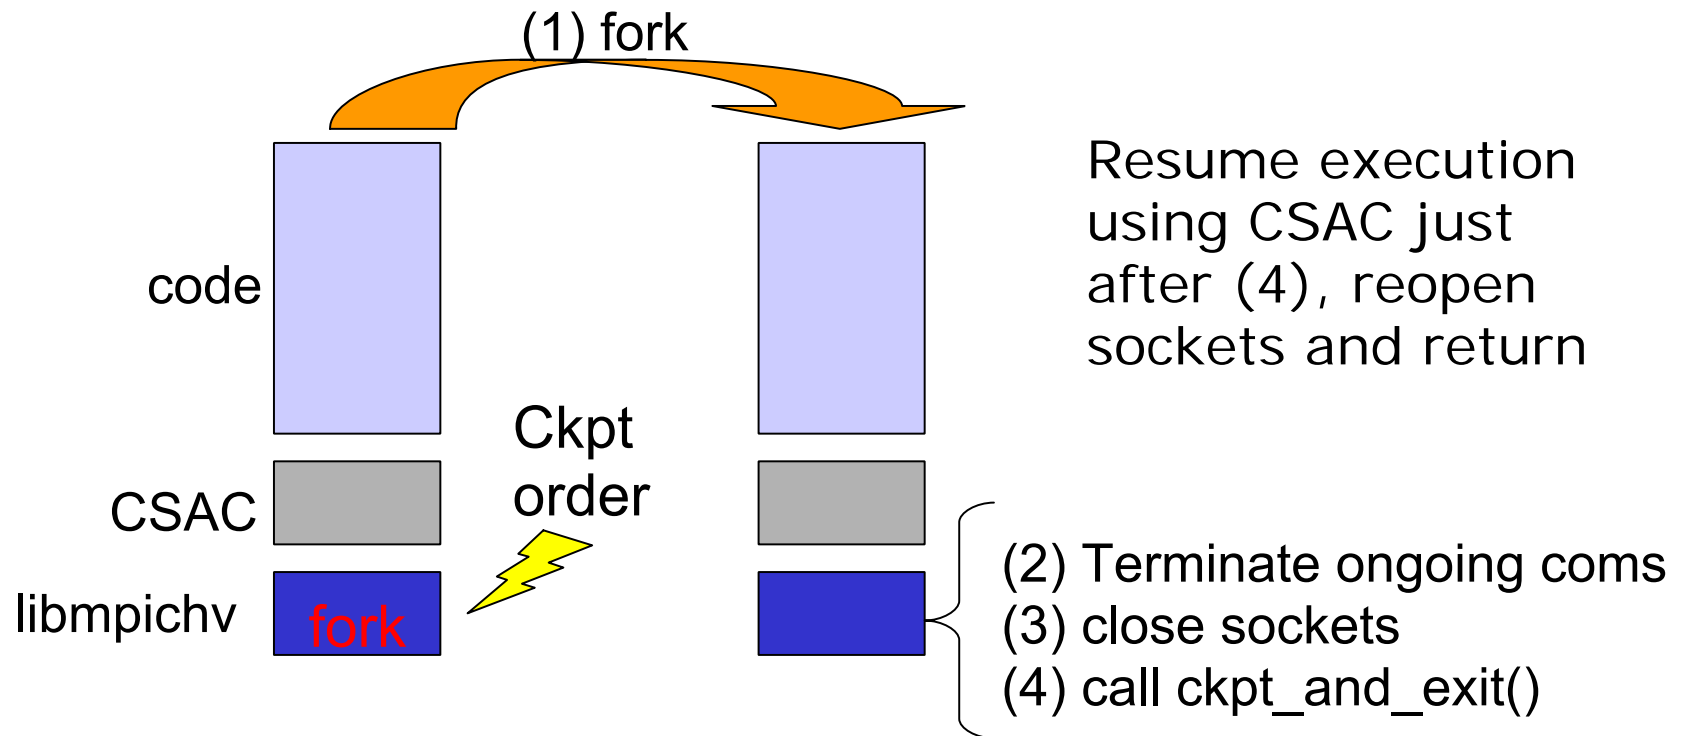 (1) fork
Resume execution
using CSAC just
after (4), reopen
sockets and return
code
Ckpt
order
CSAC
libmpichv
fork
(2) Terminate ongoing coms
(3) close sockets
(4) call ckpt_and_exit()